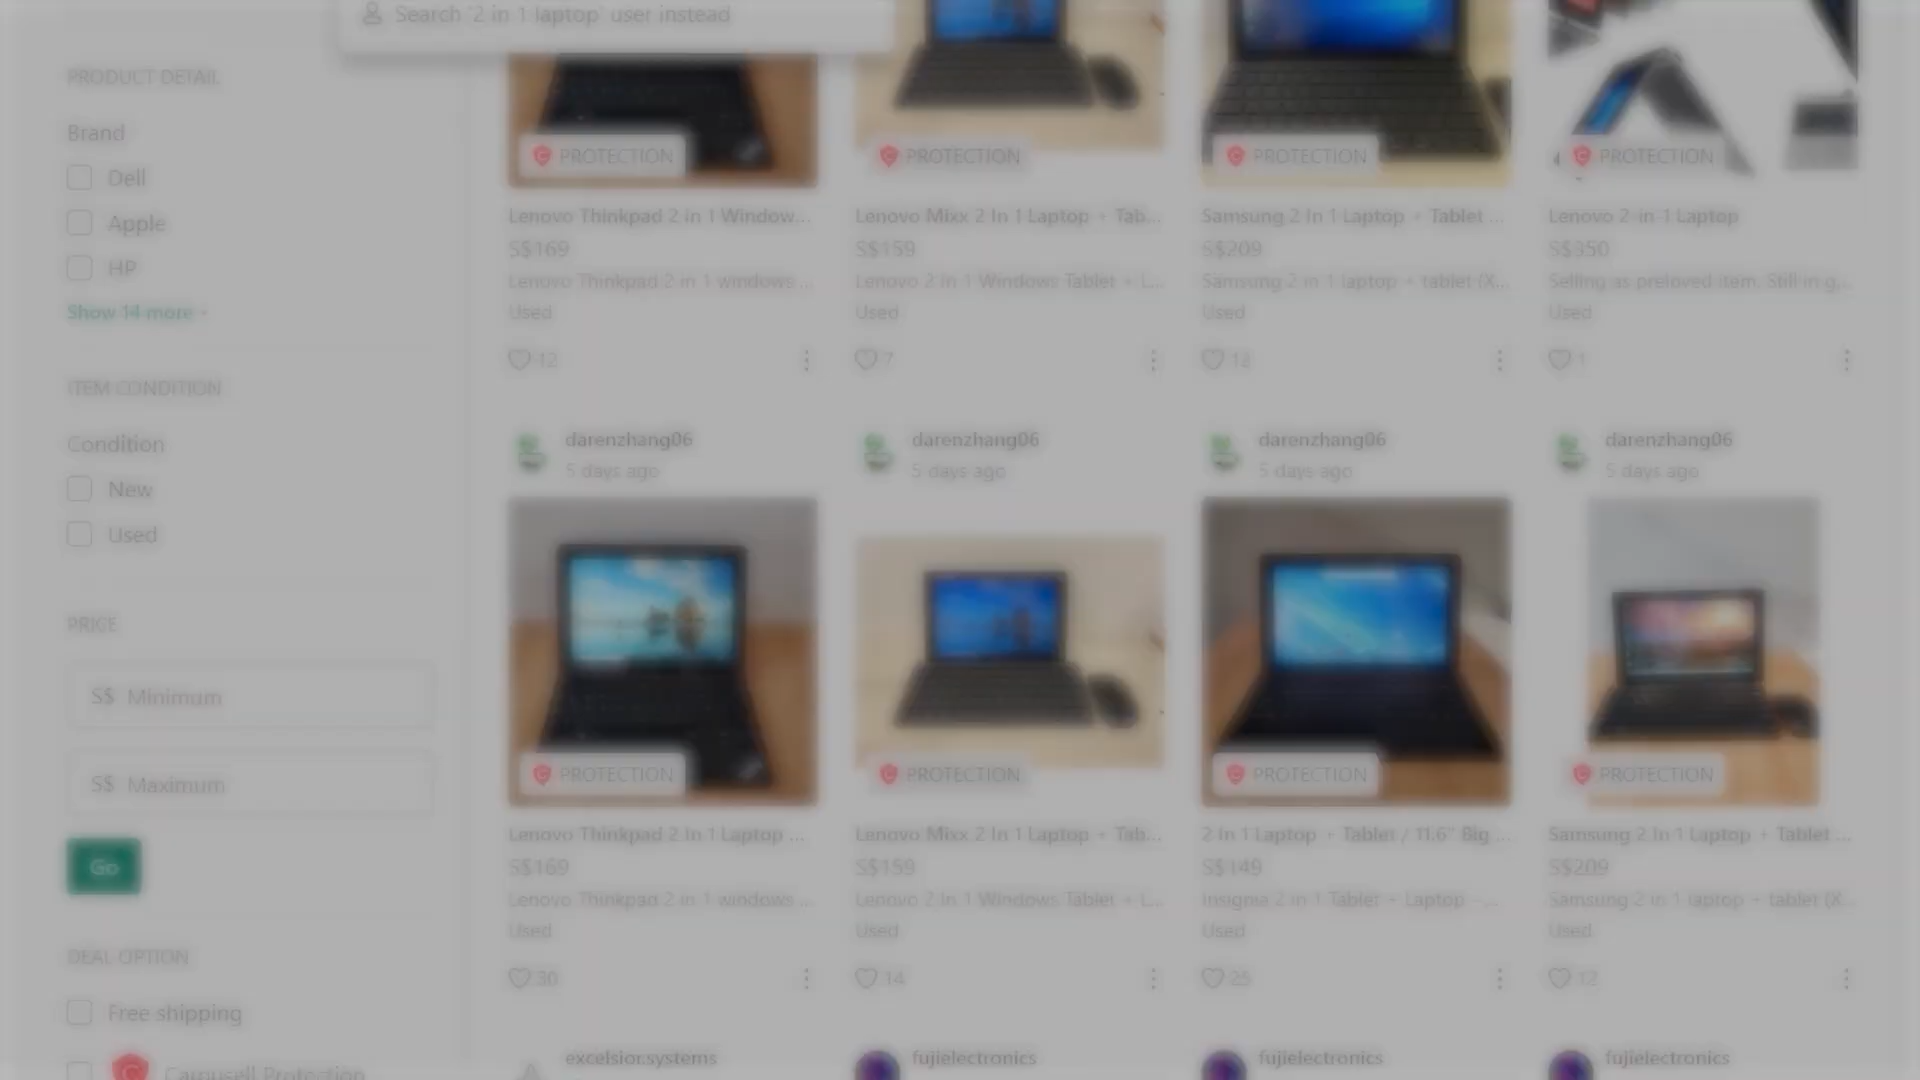 Search '2 in 1 laptop' user instead
PRODUCT DETAIL
Brand
Dell
Apple
HP
Show 14 more
ITEM CONDITION
Condition
New
Used
PRICE
S$ Minimum
S$ Maximum
Go
DEAL OPTION
Free shipping
Carousell Protection
PROTECTION
PROTECTION
PROTECTION
PROTECTION
Lenovo Thinkpad 2 in 1 Window...
Lenovo Mixx 2 In 1 Laptop + Tab...
Samsung 2 In 1 Laptop + Tablet ...
Lenovo 2-in-1 Laptop
S$169
S$159
S$209
S$350
Lenovo Thinkpad 2 in 1 windows ...
Lenovo 2 In 1 Windows Tablet + L...
Samsung 2 in 1 laptop + tablet (X...
Selling as preloved item. Still in g...
Used
Used
Used
Used
12
7
12
1
darenzhang06
darenzhang06
darenzhang06
darenzhang06
5 days ago
5 days ago
5 days ago
5 days ago
PROTECTION
PROTECTION
PROTECTION
PROTECTION
Lenovo Thinkpad 2 In 1 Laptop ...
Lenovo Mixx 2 In 1 Laptop + Tab...
2 In 1 Laptop + Tablet / 11.6" Big ...
Samsung 2 In 1 Laptop + Tablet ...
S$169
S$159
S$149
S$209
Lenovo Thinkpad 2 in 1 windows ...
Lenovo 2 In 1 Windows Tablet + L...
Insignia 2 in 1 Tablet + Laptop -...
Samsung 2 in 1 laptop + tablet (X...
Used
Used
Used
Used
30
14
25
12
excelsior.systems
fujielectronics
fujielectronics
fujielectronics